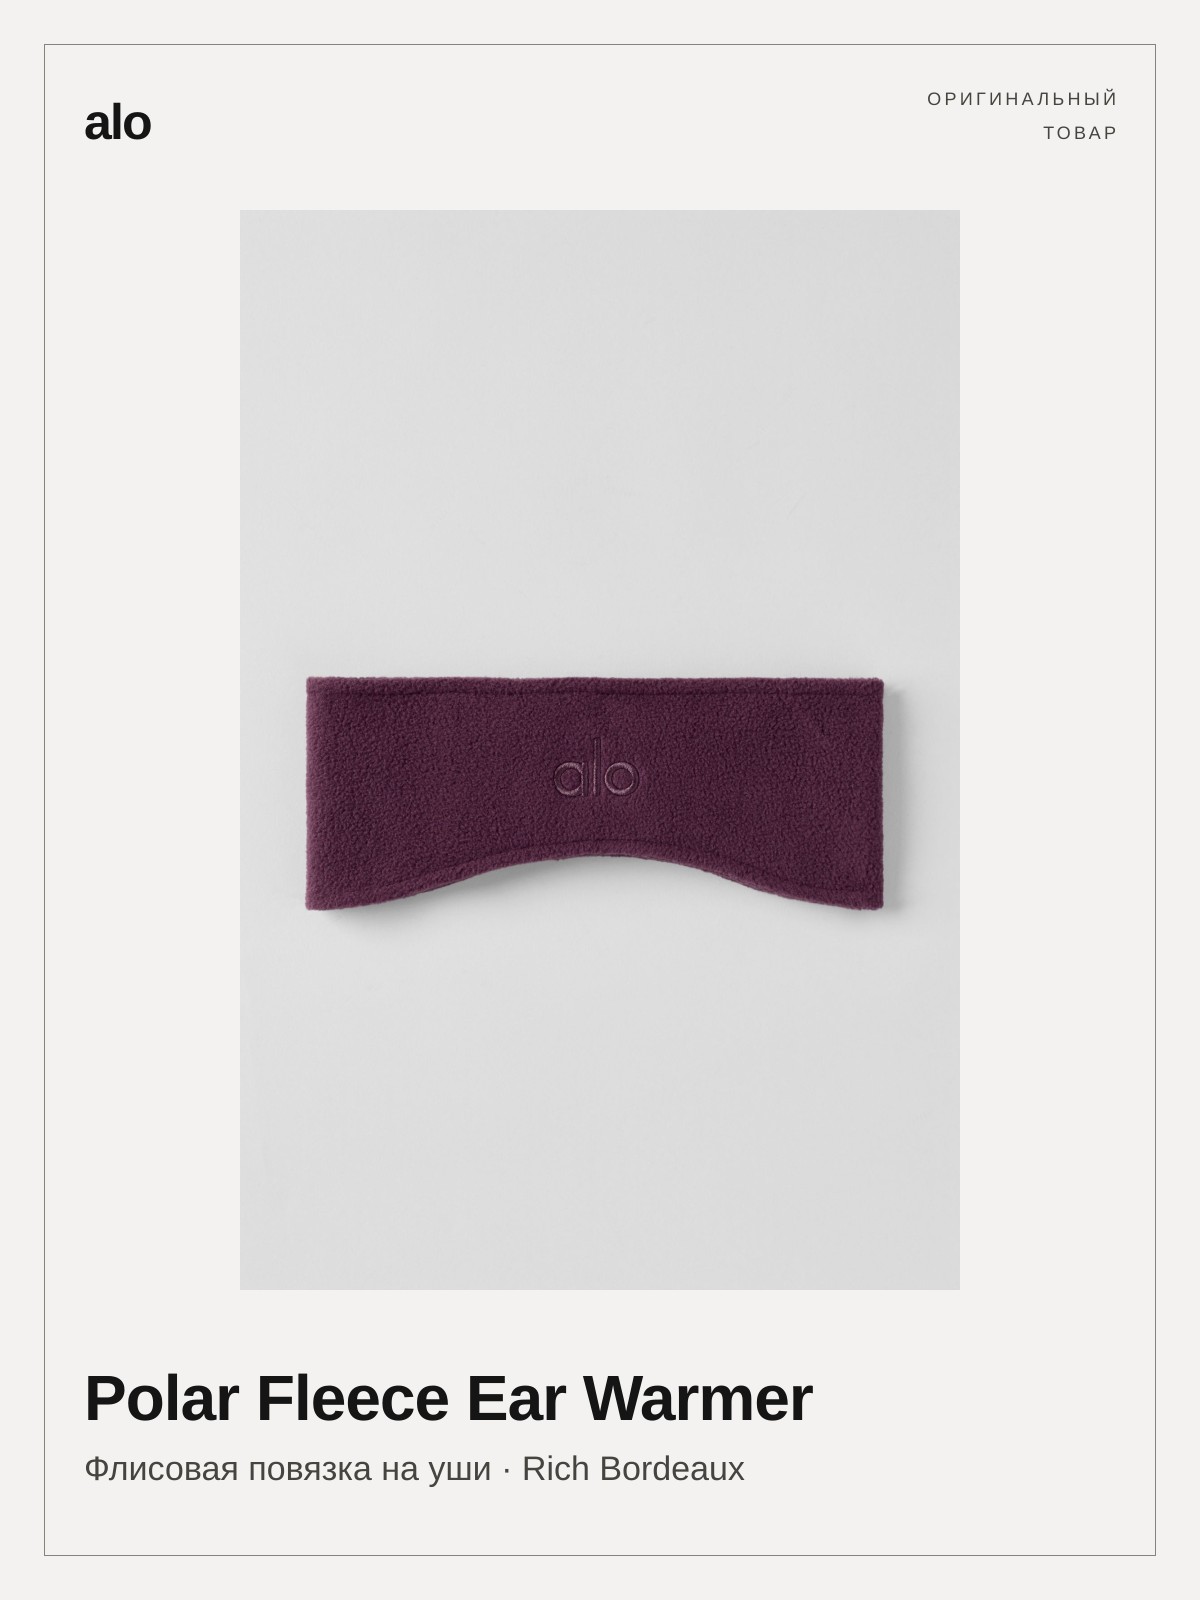 alo
ОРИГИНАЛЬНЫЙ
ТОВАР
alo
Polar Fleece Ear Warmer
Флисовая повязка на уши · Rich Bordeaux